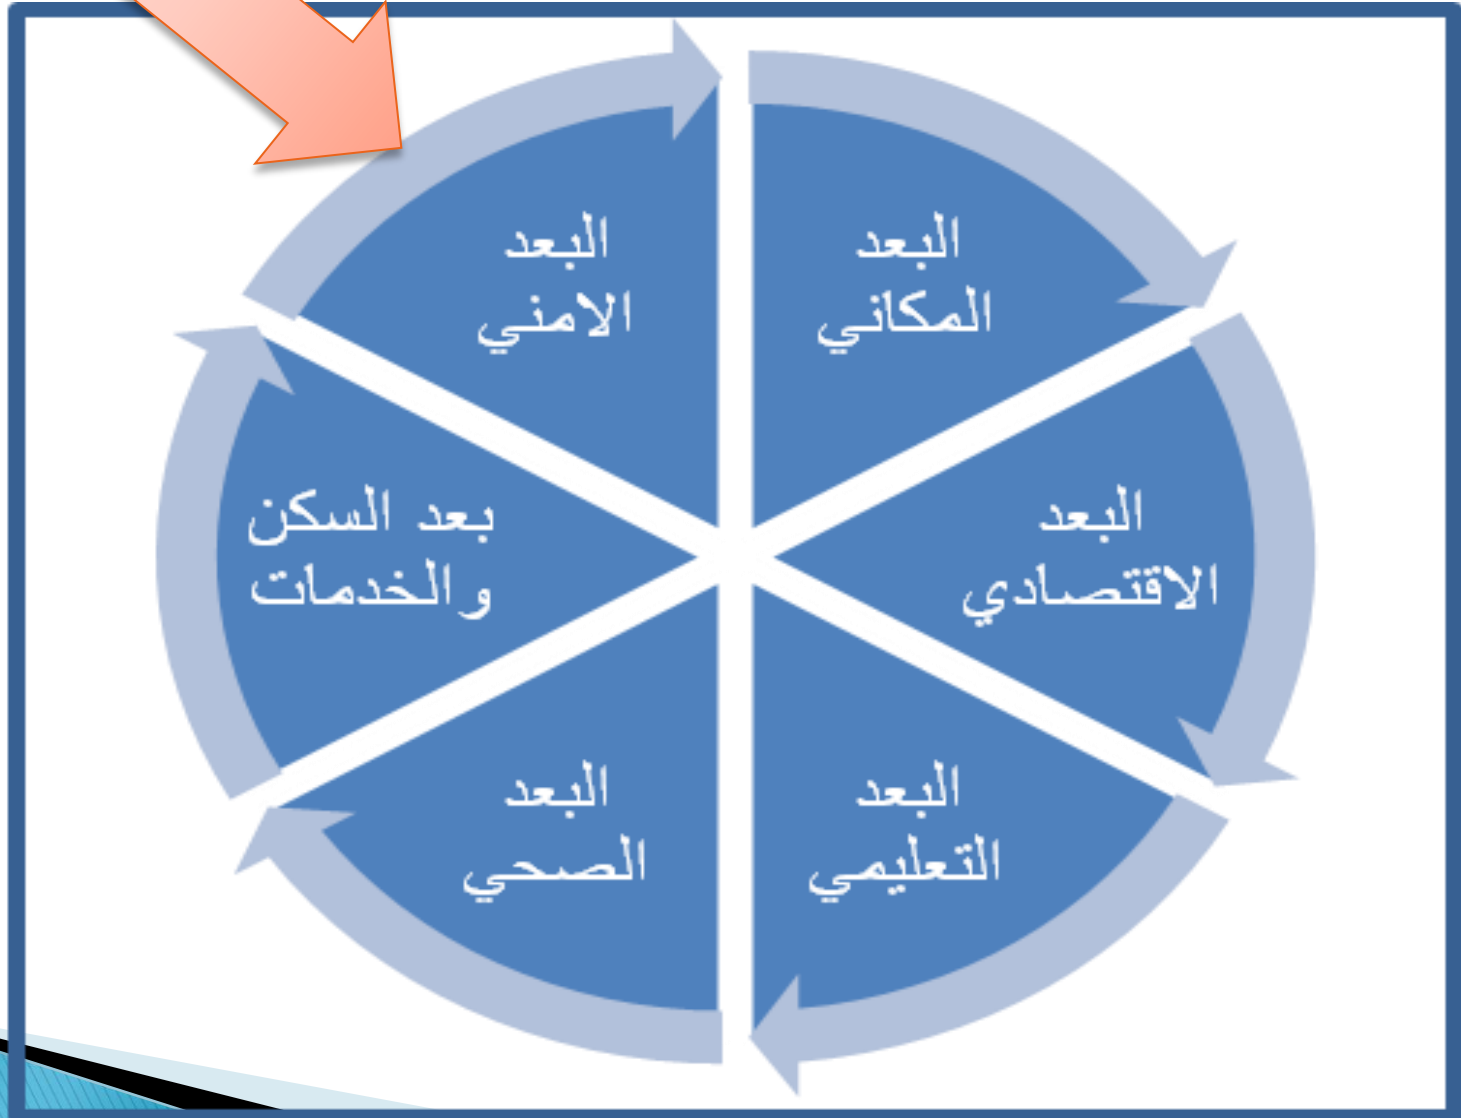 البعد
المكاني
البعد
الاقتصادي
البعد
التعليمي
البعد
الصحي
بعد السكن
والخدمات
البعد
الامني